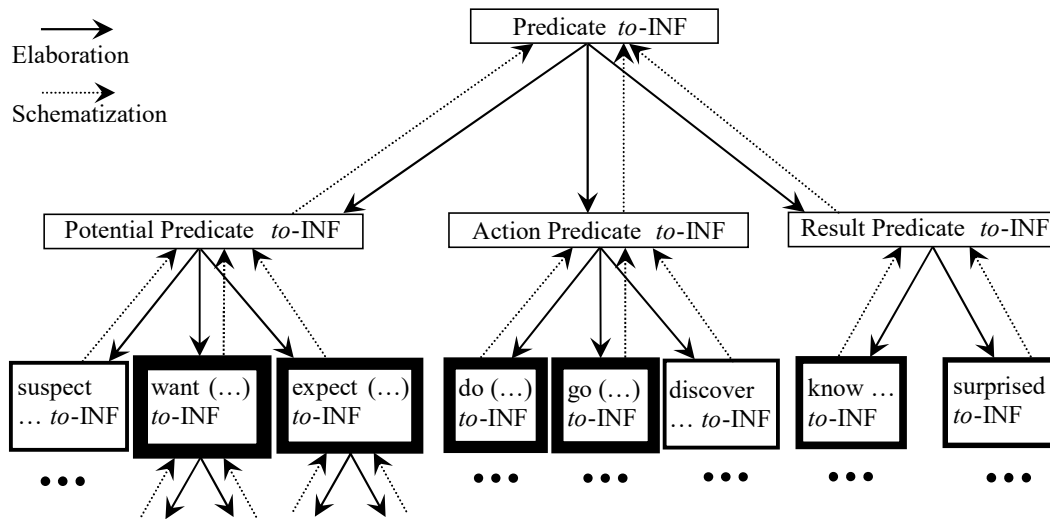 Predicate to-INF
Elaboration
Schematization
Potential Predicate to-INF
Action Predicate to-INF
Result Predicate to-INF
suspect
… to-INF
want (…)
to-INF
expect (…)
to-INF
do (…)
to-INF
go (…)
to-INF
discover
… to-INF
know …
to-INF
surprised
to-INF
•••
•••
•••
•••
•••
•••